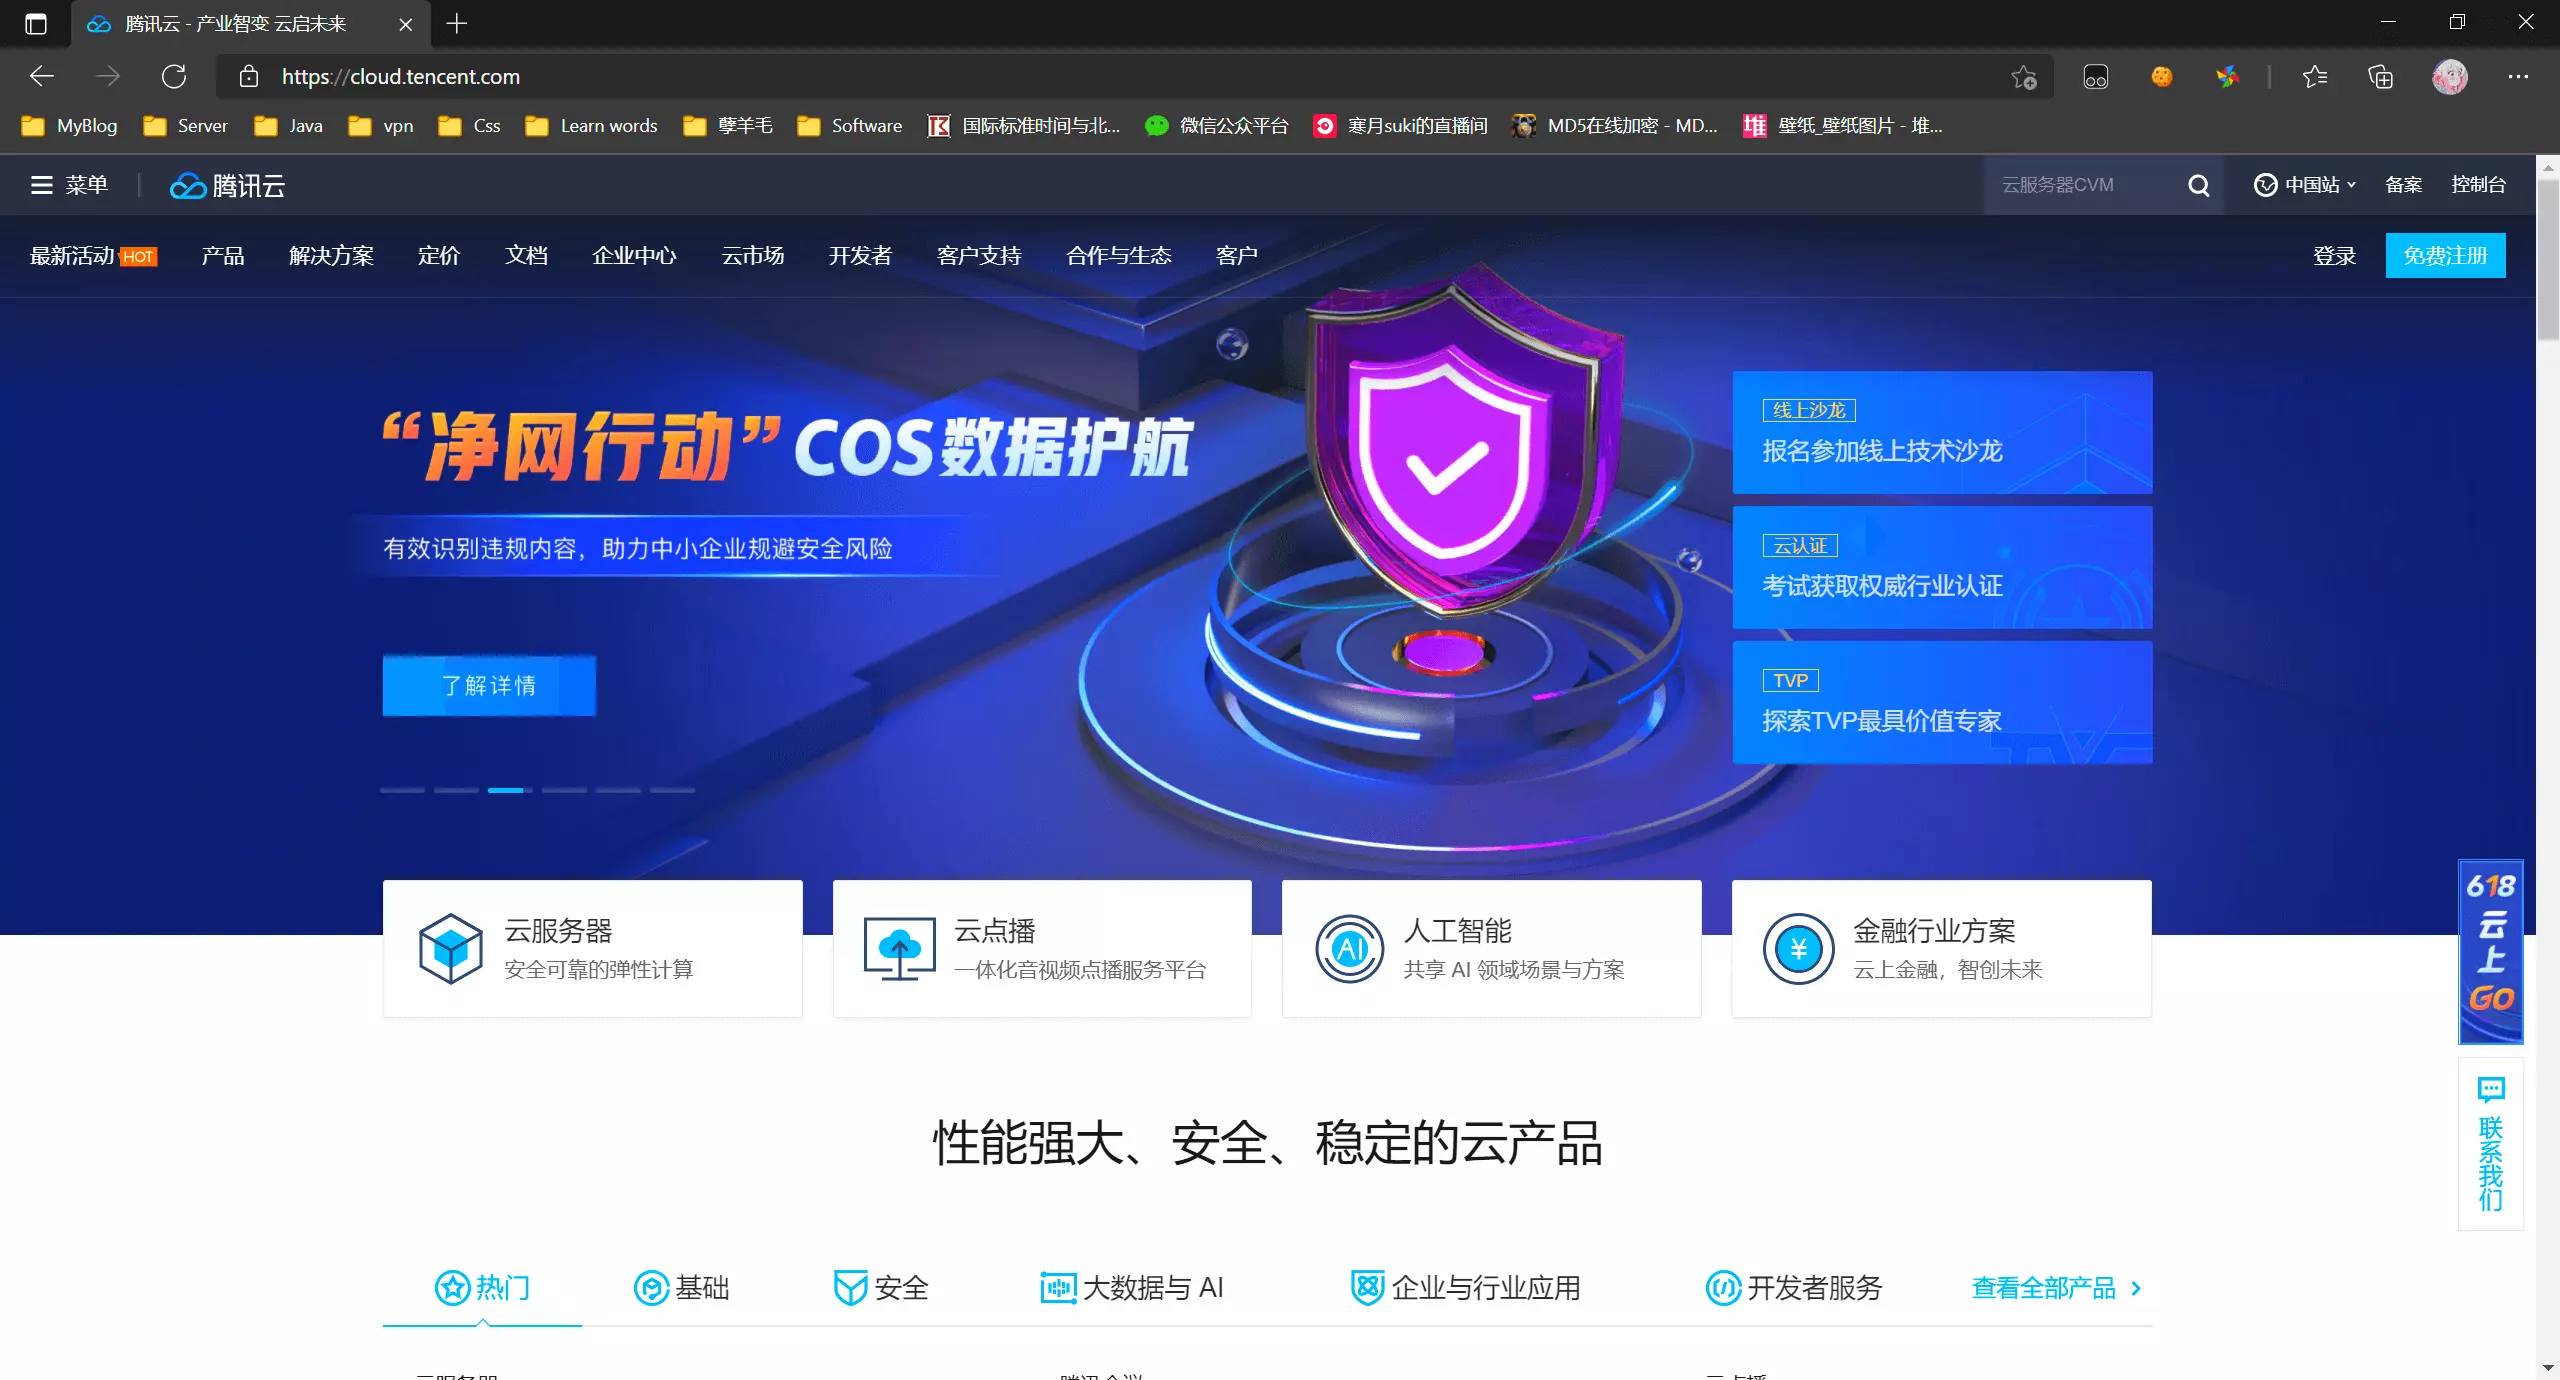 腾讯云 - 产业智变 云启未来
https://cloud.tencent.com
MyBlog Server Java vpn Css Learn words 孽羊毛 Software 国际标准时间与北... 微信公众平台 寒月suki的直播间 MD5在线加密 - MD... 壁纸_壁纸图片 - 堆...
菜单 腾讯云 云服务器CVM 中国站 备案 控制台
最新活动 HOT 产品 解决方案 定价 文档 企业中心 云市场 开发者 客户支持 合作与生态 客户 登录 免费注册
“净网行动”COS数据护航
有效识别违规内容，助力中小企业规避安全风险
了解详情
线上沙龙
报名参加线上技术沙龙
云认证
考试获取权威行业认证
TVP
探索TVP最具价值专家
云服务器
安全可靠的弹性计算
云点播
一体化音视频点播服务平台
人工智能
共享 AI 领域场景与方案
金融行业方案
云上金融，智创未来
618
云
上
GO
联系我们
性能强大、安全、稳定的云产品
热门 基础 安全 大数据与 AI 企业与行业应用 开发者服务 查看全部产品